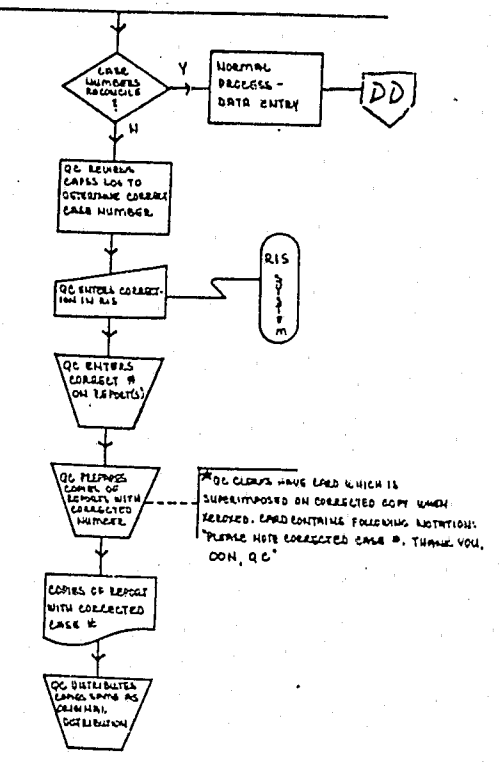 CASE
NUMBERS
RECONCILE
?
Y
N
NORMAL
PROCESS -
DATA ENTRY
DD
QC REVIEWS
CAPSS LOG TO
DETERMINE CORRECT
CASE NUMBER
QC ENTERS CORRECT-
ION IN RIS
RIS
SYSTEM
QC ENTERS
CORRECT #
ON REPORT(S)
QC PREPARES
COPIES OF
REPORTS WITH
CORRECTED
NUMBER
*QC CLERKS HAVE CARD WHICH IS
SUPERIMPOSED ON CORRECTED COPY WHEN
XEROXED. CARD CONTAINS FOLLOWING NOTATION:
"PLEASE NOTE CORRECTED CASE #. THANK YOU,
QC"
COPIES OF REPORT
WITH CORRECTED
CASE #
QC DISTRIBUTES
COPIES SAME AS
ORIGINAL
DISTRIBUTION